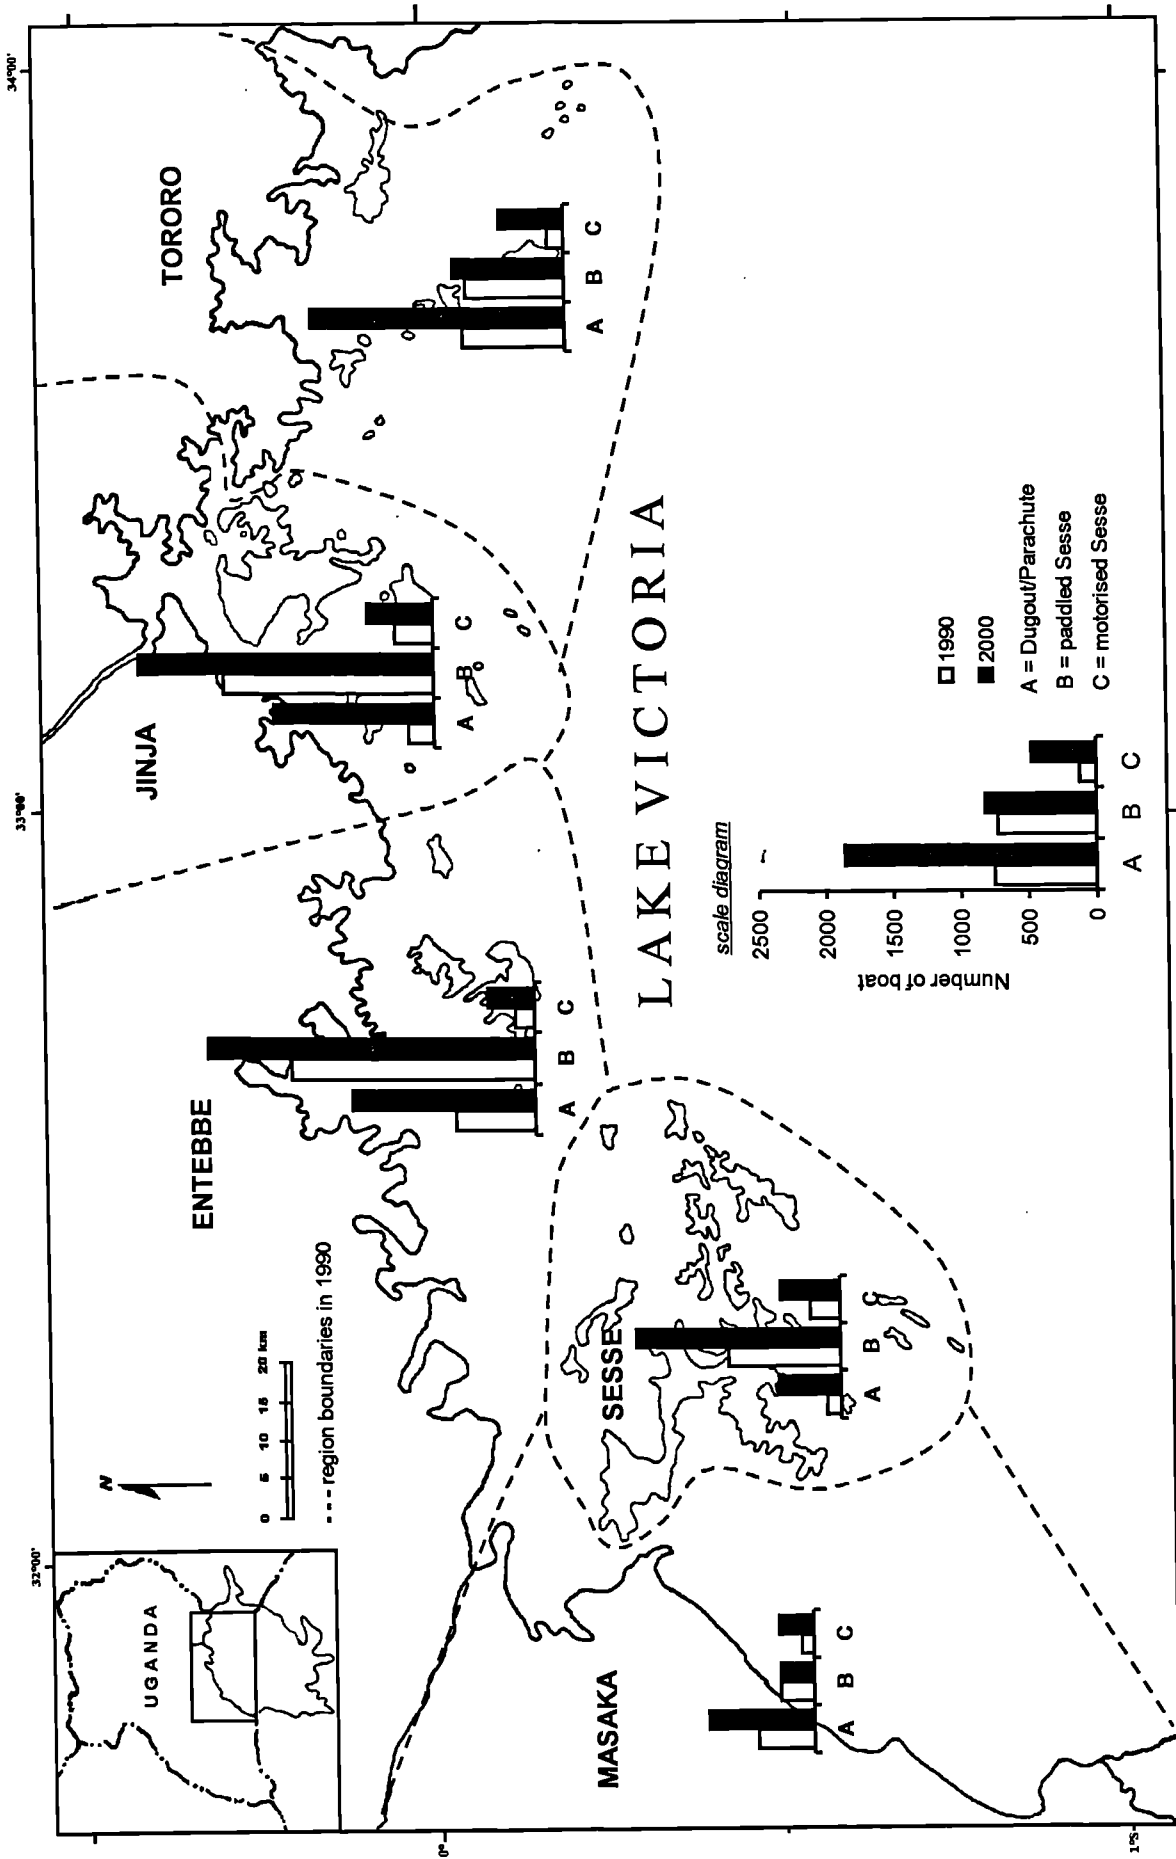 32°00'
33°00'
34°00'
UGANDA
N
0 5 10 15 20 km
--- region boundaries in 1990
ENTEBBE
JINJA
TORORO
A B C
A B C
A B C
0°
MASAKA
SESSE
A B C
A B C
LAKE VICTORIA
scale diagram
2500
2000
1500
1000
500
0
Number of boat
A B C
1990
2000
A = Dugout/Parachute
B = paddled Sesse
C = motorised Sesse
1°S